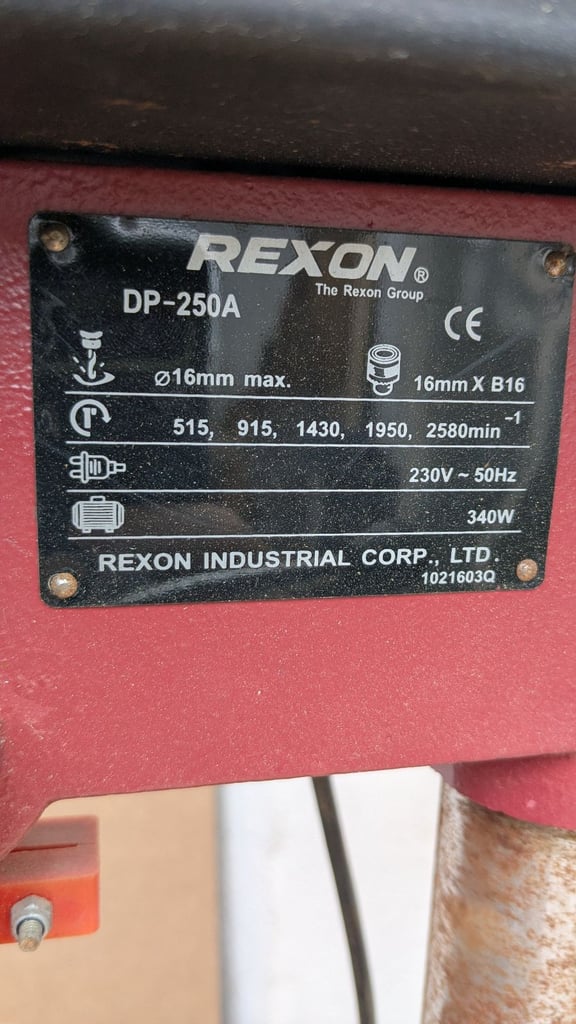 REXON®
The Rexon Group
DP-250A
CE
⌀16mm max.
16mm X B16
515, 915, 1430, 1950, 2580min⁻¹
230V ~ 50Hz
340W
REXON INDUSTRIAL CORP., LTD.
1021603Q